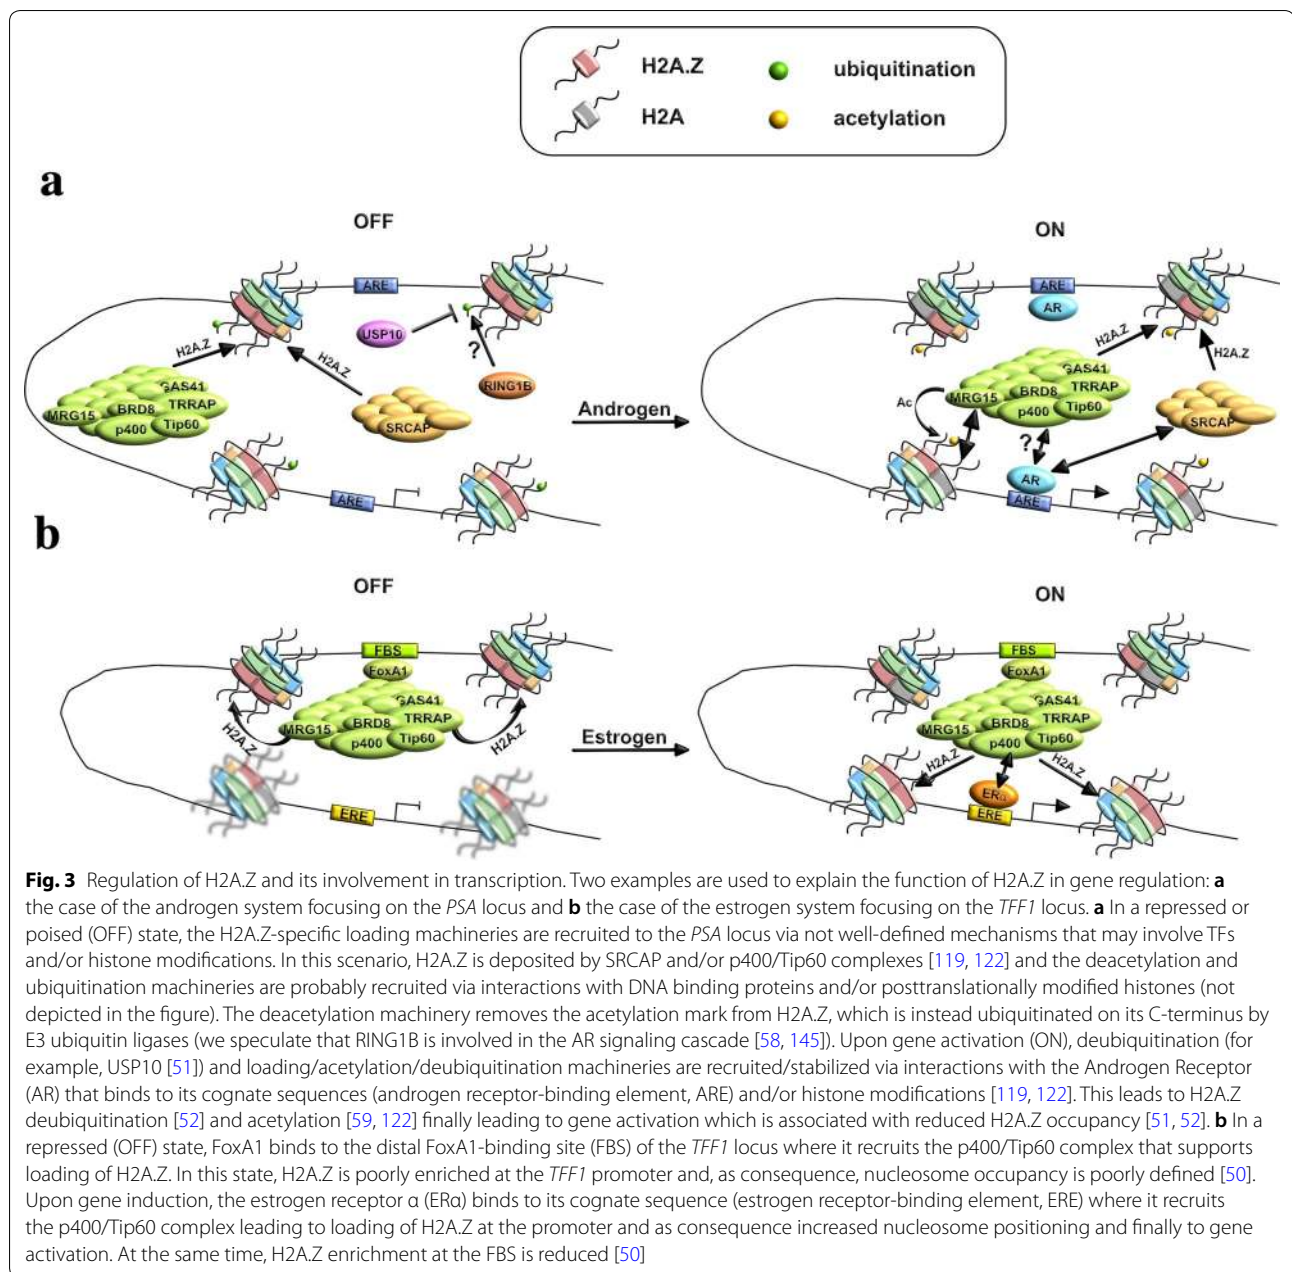 H2A.Z
ubiquitination
H2A
acetylation
a
OFF
ON
ARE
USP10
?
RING1B
H2A.Z
H2A.Z
GAS41
MRG15
BRD8
TRRAP
p400
Tip60
SRCAP
Androgen
ARE
ARE
AR
H2A.Z
H2A.Z
GAS41
MRG15
BRD8
TRRAP
p400
Tip60
SRCAP
Ac
?
AR
ARE
b
OFF
ON
FBS
FoxA1
GAS41
MRG15
BRD8
TRRAP
p400
Tip60
H2A.Z
H2A.Z
ERE
Estrogen
FBS
FoxA1
GAS41
MRG15
BRD8
TRRAP
p400
Tip60
H2A.Z
H2A.Z
ERα
ERE
Fig. 3 Regulation of H2A.Z and its involvement in transcription. Two examples are used to explain the function of H2A.Z in gene regulation: a
the case of the androgen system focusing on the PSA locus and b the case of the estrogen system focusing on the TFF1 locus. a In a repressed or
poised (OFF) state, the H2A.Z-specific loading machineries are recruited to the PSA locus via not well-defined mechanisms that may involve TFs
and/or histone modifications. In this scenario, H2A.Z is deposited by SRCAP and/or p400/Tip60 complexes [119, 122] and the deacetylation and
ubiquitination machineries are probably recruited via interactions with DNA binding proteins and/or posttranslationally modified histones (not
depicted in the figure). The deacetylation machinery removes the acetylation mark from H2A.Z, which is instead ubiquitinated on its C-terminus by
E3 ubiquitin ligases (we speculate that RING1B is involved in the AR signaling cascade [58, 145]). Upon gene activation (ON), deubiquitination (for
example, USP10 [51]) and loading/acetylation/deubiquitination machineries are recruited/stabilized via interactions with the Androgen Receptor
(AR) that binds to its cognate sequences (androgen receptor-binding element, ARE) and/or histone modifications [119, 122]. This leads to H2A.Z
deubiquitination [52] and acetylation [59, 122] finally leading to gene activation which is associated with reduced H2A.Z occupancy [51, 52]. b In a
repressed (OFF) state, FoxA1 binds to the distal FoxA1-binding site (FBS) of the TFF1 locus where it recruits the p400/Tip60 complex that supports
loading of H2A.Z. In this state, H2A.Z is poorly enriched at the TFF1 promoter and, as consequence, nucleosome occupancy is poorly defined [50].
Upon gene induction, the estrogen receptor α (ERα) binds to its cognate sequence (estrogen receptor-binding element, ERE) where it recruits
the p400/Tip60 complex leading to loading of H2A.Z at the promoter and as consequence increased nucleosome positioning and finally to gene
activation. At the same time, H2A.Z enrichment at the FBS is reduced [50]